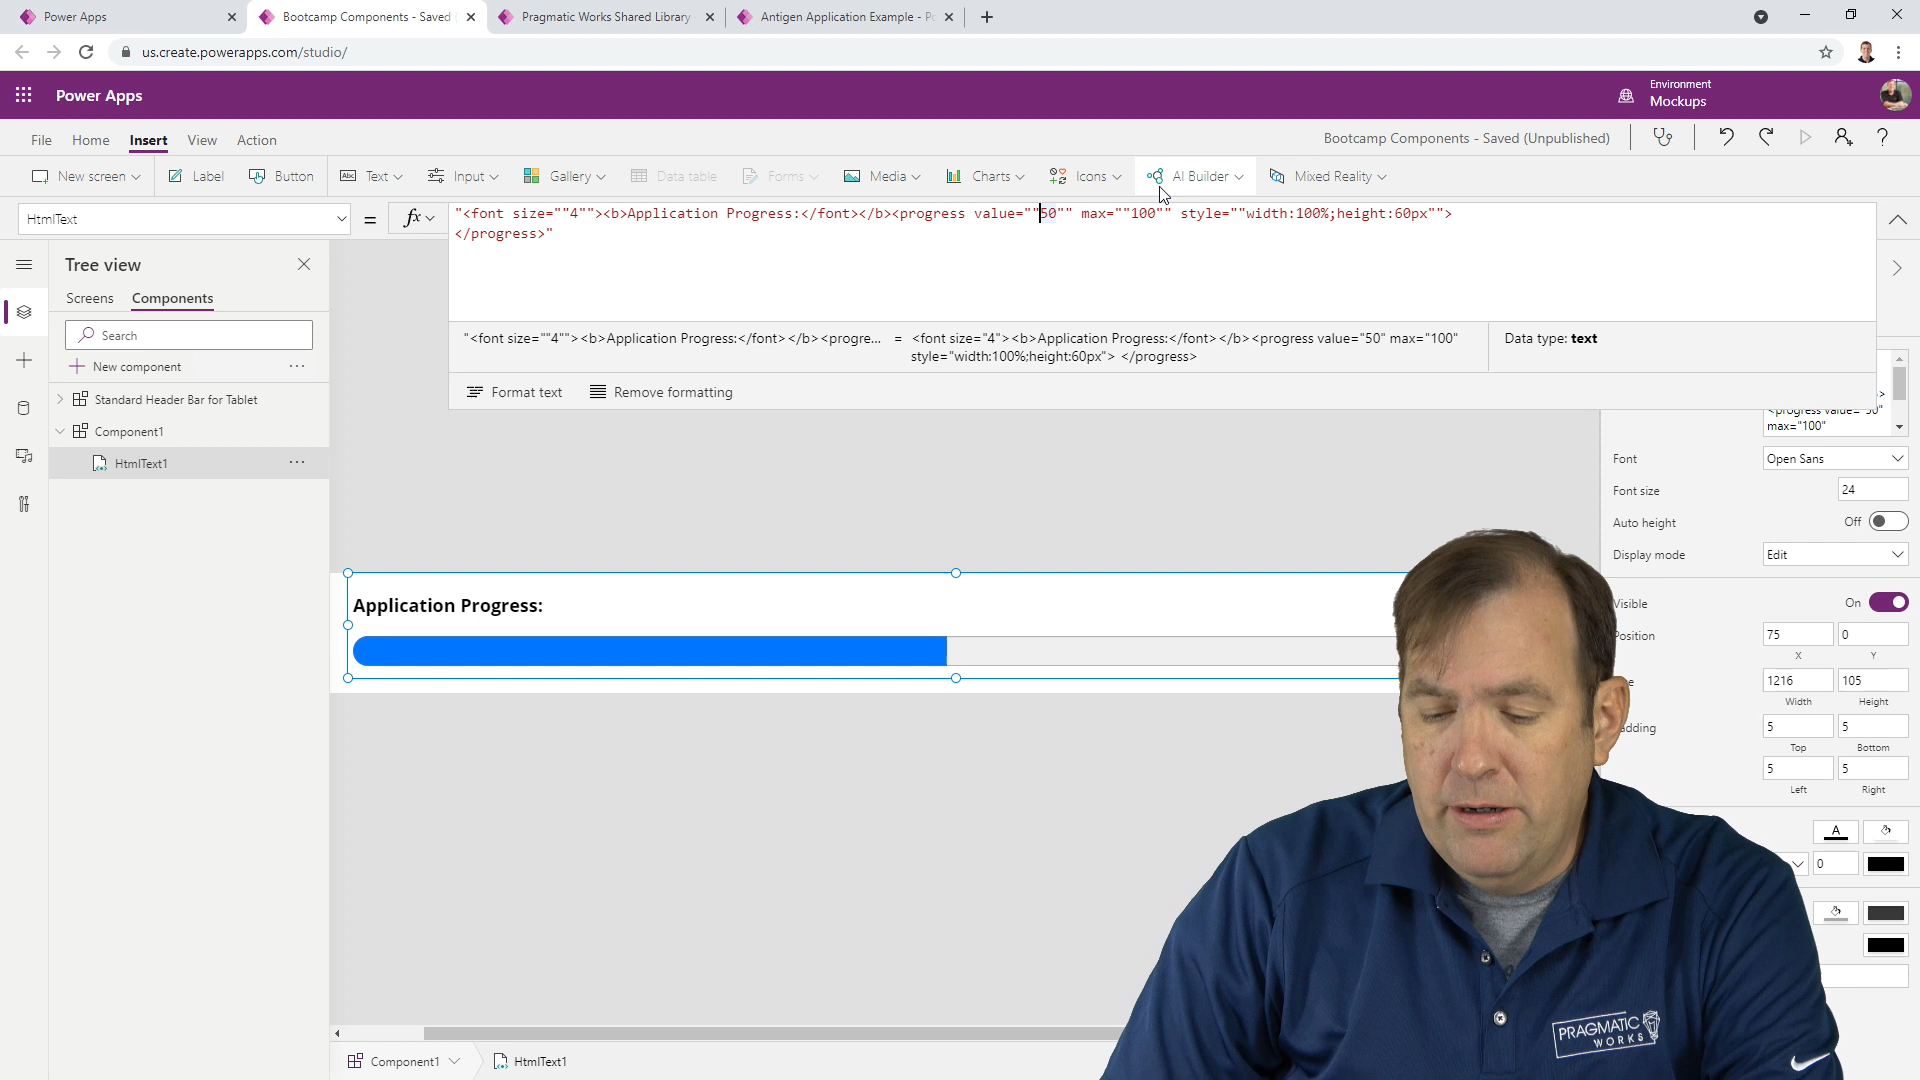 Power Apps
Bootcamp Components - Saved
Pragmatic Works Shared Library
Antigen Application Example - Po
us.create.powerapps.com/studio/
Power Apps
Environment
Mockups
File
Home
Insert
View
Action
Bootcamp Components - Saved (Unpublished)
New screen
Label
Button
Text
Input
Gallery
Data table
Forms
Media
Charts
Icons
AI Builder
Mixed Reality
HtmlText
=
fx
"<font size=""4""><b>Application Progress:</font></b><progress value=""50"" max=""100"" style=""width:100%;height:60px"">
</progress>"
Tree view
Screens
Components
Search
New component
Standard Header Bar for Tablet
Component1
HtmlText1
"<font size=""4""><b>Application Progress:</font></b><progre... = <font size="4"><b>Application Progress:</font></b><progress value="50" max="100"
style="width:100%;height:60px"> </progress>
Data type: text
Format text
Remove formatting
>
<progress value="50"
max="100"
Font
Open Sans
Font size
24
Auto height
Off
Display mode
Edit
Visible
On
Position
75
0
X
Y
1216
105
Width
Height
5
5
Top
Bottom
5
5
Left
Right
A
0
Application Progress:
Component1
HtmlText1
PRAGMATIC
WORKS